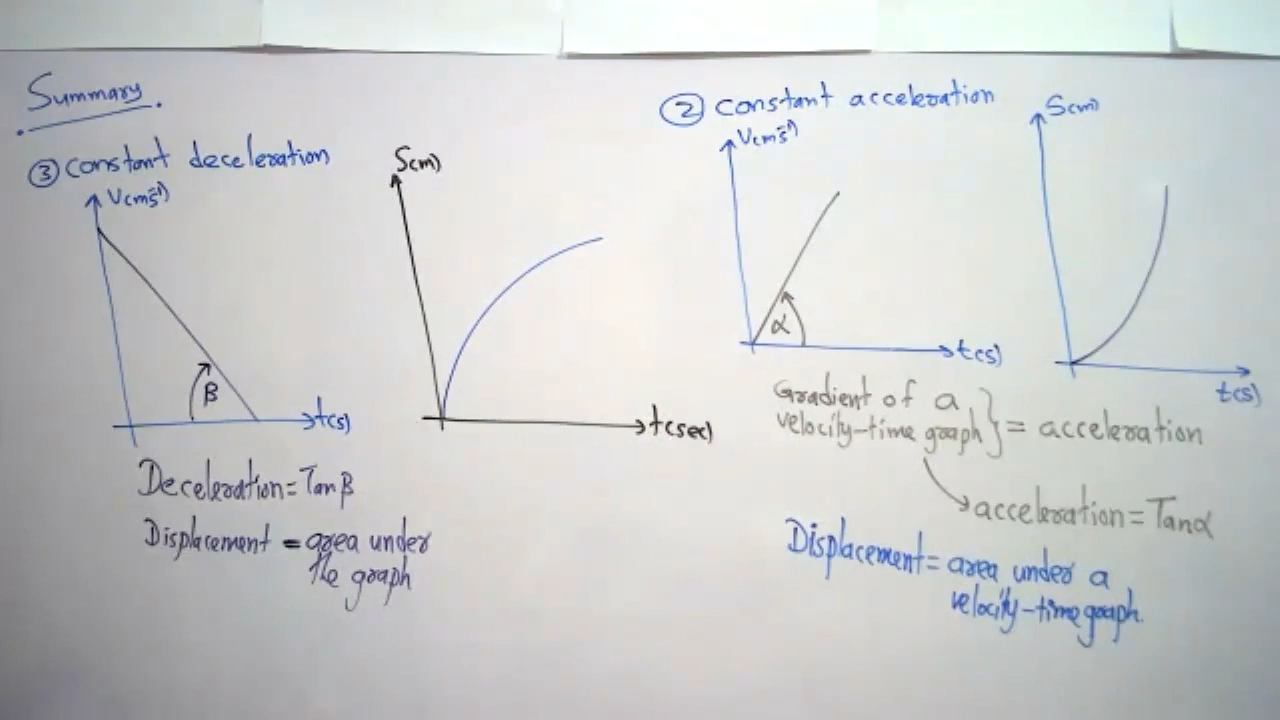 Summary.
③ constant deceleration
V(ms⁻¹)
β
t(s)
Deceleration = Tan β
Displacement = area under
the graph
S(m)
t(sec)
② constant acceleration
V(ms⁻¹)
α
t(s)
S(m)
t(s)
Gradient of a
velocity-time graph } = acceleration
acceleration = Tanα
Displacement = area under a
velocity-time graph.